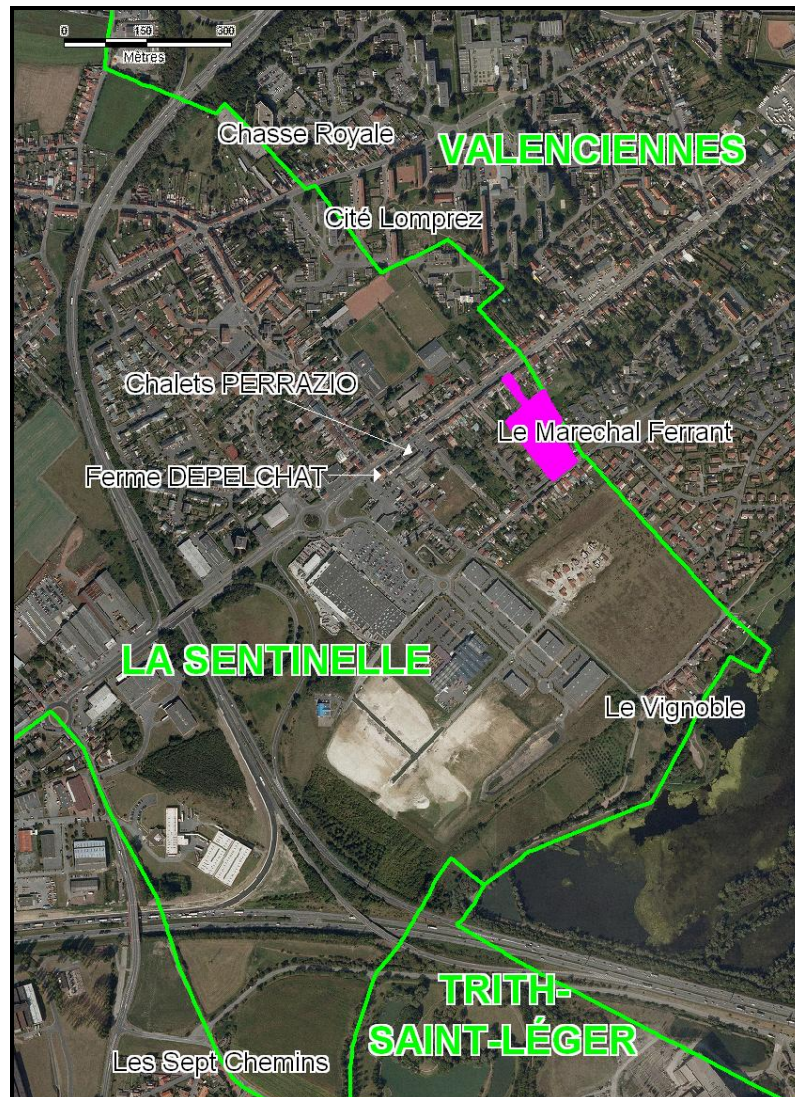 0 150 300
Mètres
Chasse Royale
VALENCIENNES
Cité Lomprez
Chalets PERRAZIO
Le Marechal Ferrant
Ferme DEPELCHAT
LA SENTINELLE
Le Vignoble
TRITH-
SAINT-LÉGER
Les Sept Chemins